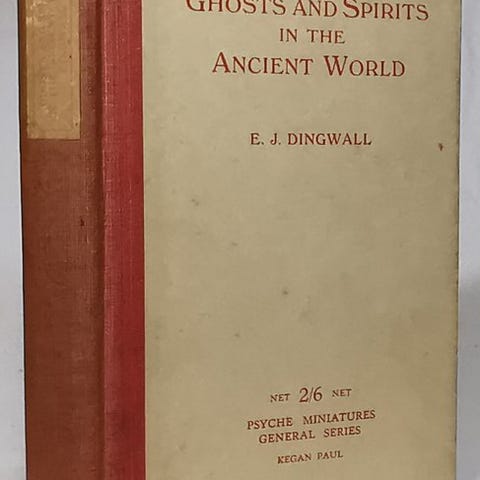 GHOSTS AND SPIRITS
IN THE
ANCIENT WORLD
E. J. DINGWALL
NET 2/6 NET
PSYCHE MINIATURES
GENERAL SERIES
KEGAN PAUL